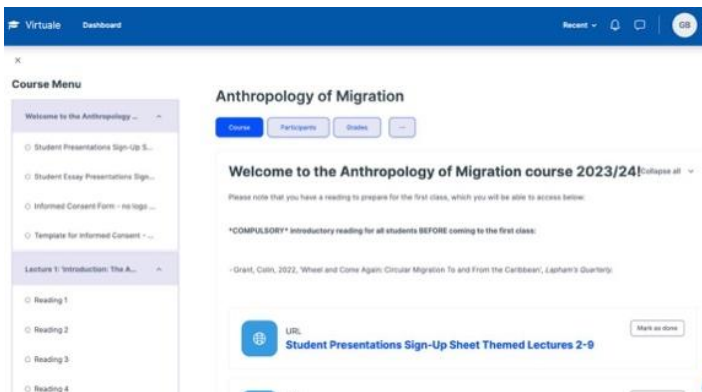 Virtuale Dashboard Recent GB
×
Course Menu
Welcome to the Anthropology ...
Student Presentations Sign-Up S...
Student Essay Presentations Sign...
Informed Consent Form - no logo ...
Template for Informed Consent - ...
Lecture 1: 'Introduction: The A...
Reading 1
Reading 2
Reading 3
Reading 4
Anthropology of Migration
Course Participants Grades ...
Welcome to the Anthropology of Migration course 2023/24! Collapse all
Please note that you have a reading to prepare for the first class, which you will be able to access below:
*COMPULSORY* introductory reading for all students BEFORE coming to the first class:
- Grant, Colin, 2022, 'Wheel and Come Again: Circular Migration To and From the Caribbean', Lapham's Quarterly.
URL
Student Presentations Sign-Up Sheet Themed Lectures 2-9
Mark as done